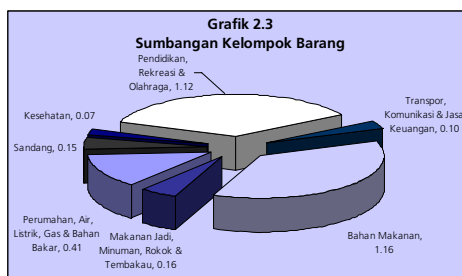 Grafik 2.3
Sumbangan Kelompok Barang
Pendidikan,
Rekreasi &
Olahraga, 1.12
Transpor,
Komunikasi & Jasa
Keuangan, 0.10
Kesehatan, 0.07
Sandang, 0.15
Perumahan, Air,
Listrik, Gas & Bahan
Bakar, 0.41
Makanan Jadi,
Minuman, Rokok &
Tembakau, 0.16
Bahan Makanan,
1.16